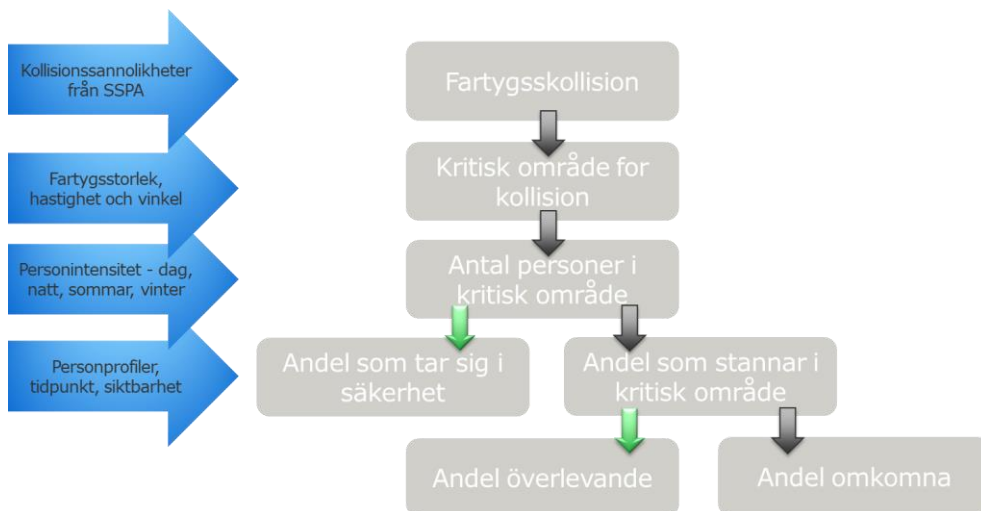 Kollisionssannolikheter
från SSPA
Fartygsskollision
Fartygsstorlek,
hastighet och vinkel
Kritisk område for
kollision
Personintensitet - dag,
natt, sommar, vinter
Antal personer i
kritisk område
Personprofiler,
tidpunkt, siktbarhet
Andel som tar sig i
säkerhet
Andel som stannar i
kritisk område
Andel överlevande
Andel omkomna